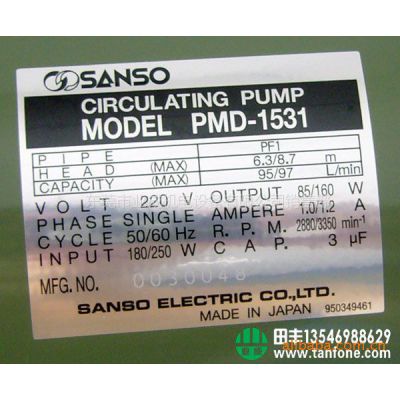 SANSO
CIRCULATING PUMP
MODEL PMD-1531
PIPE PF1
HEAD (MAX) 6.3/8.7 m
CAPACITY (MAX) 95/97 L/min
VOLT 220 V OUTPUT 85/160 W
PHASE SINGLE AMPERE 1.0/1.2 A
CYCLE 50/60 Hz R.P.M. 2880/3350 min⁻¹
INPUT 180/250 W CAP. 3 µF
MFG. NO. 0030048
SANSO ELECTRIC CO.,LTD.
MADE IN JAPAN 950349461
田丰13546988629
www.tanfone.com